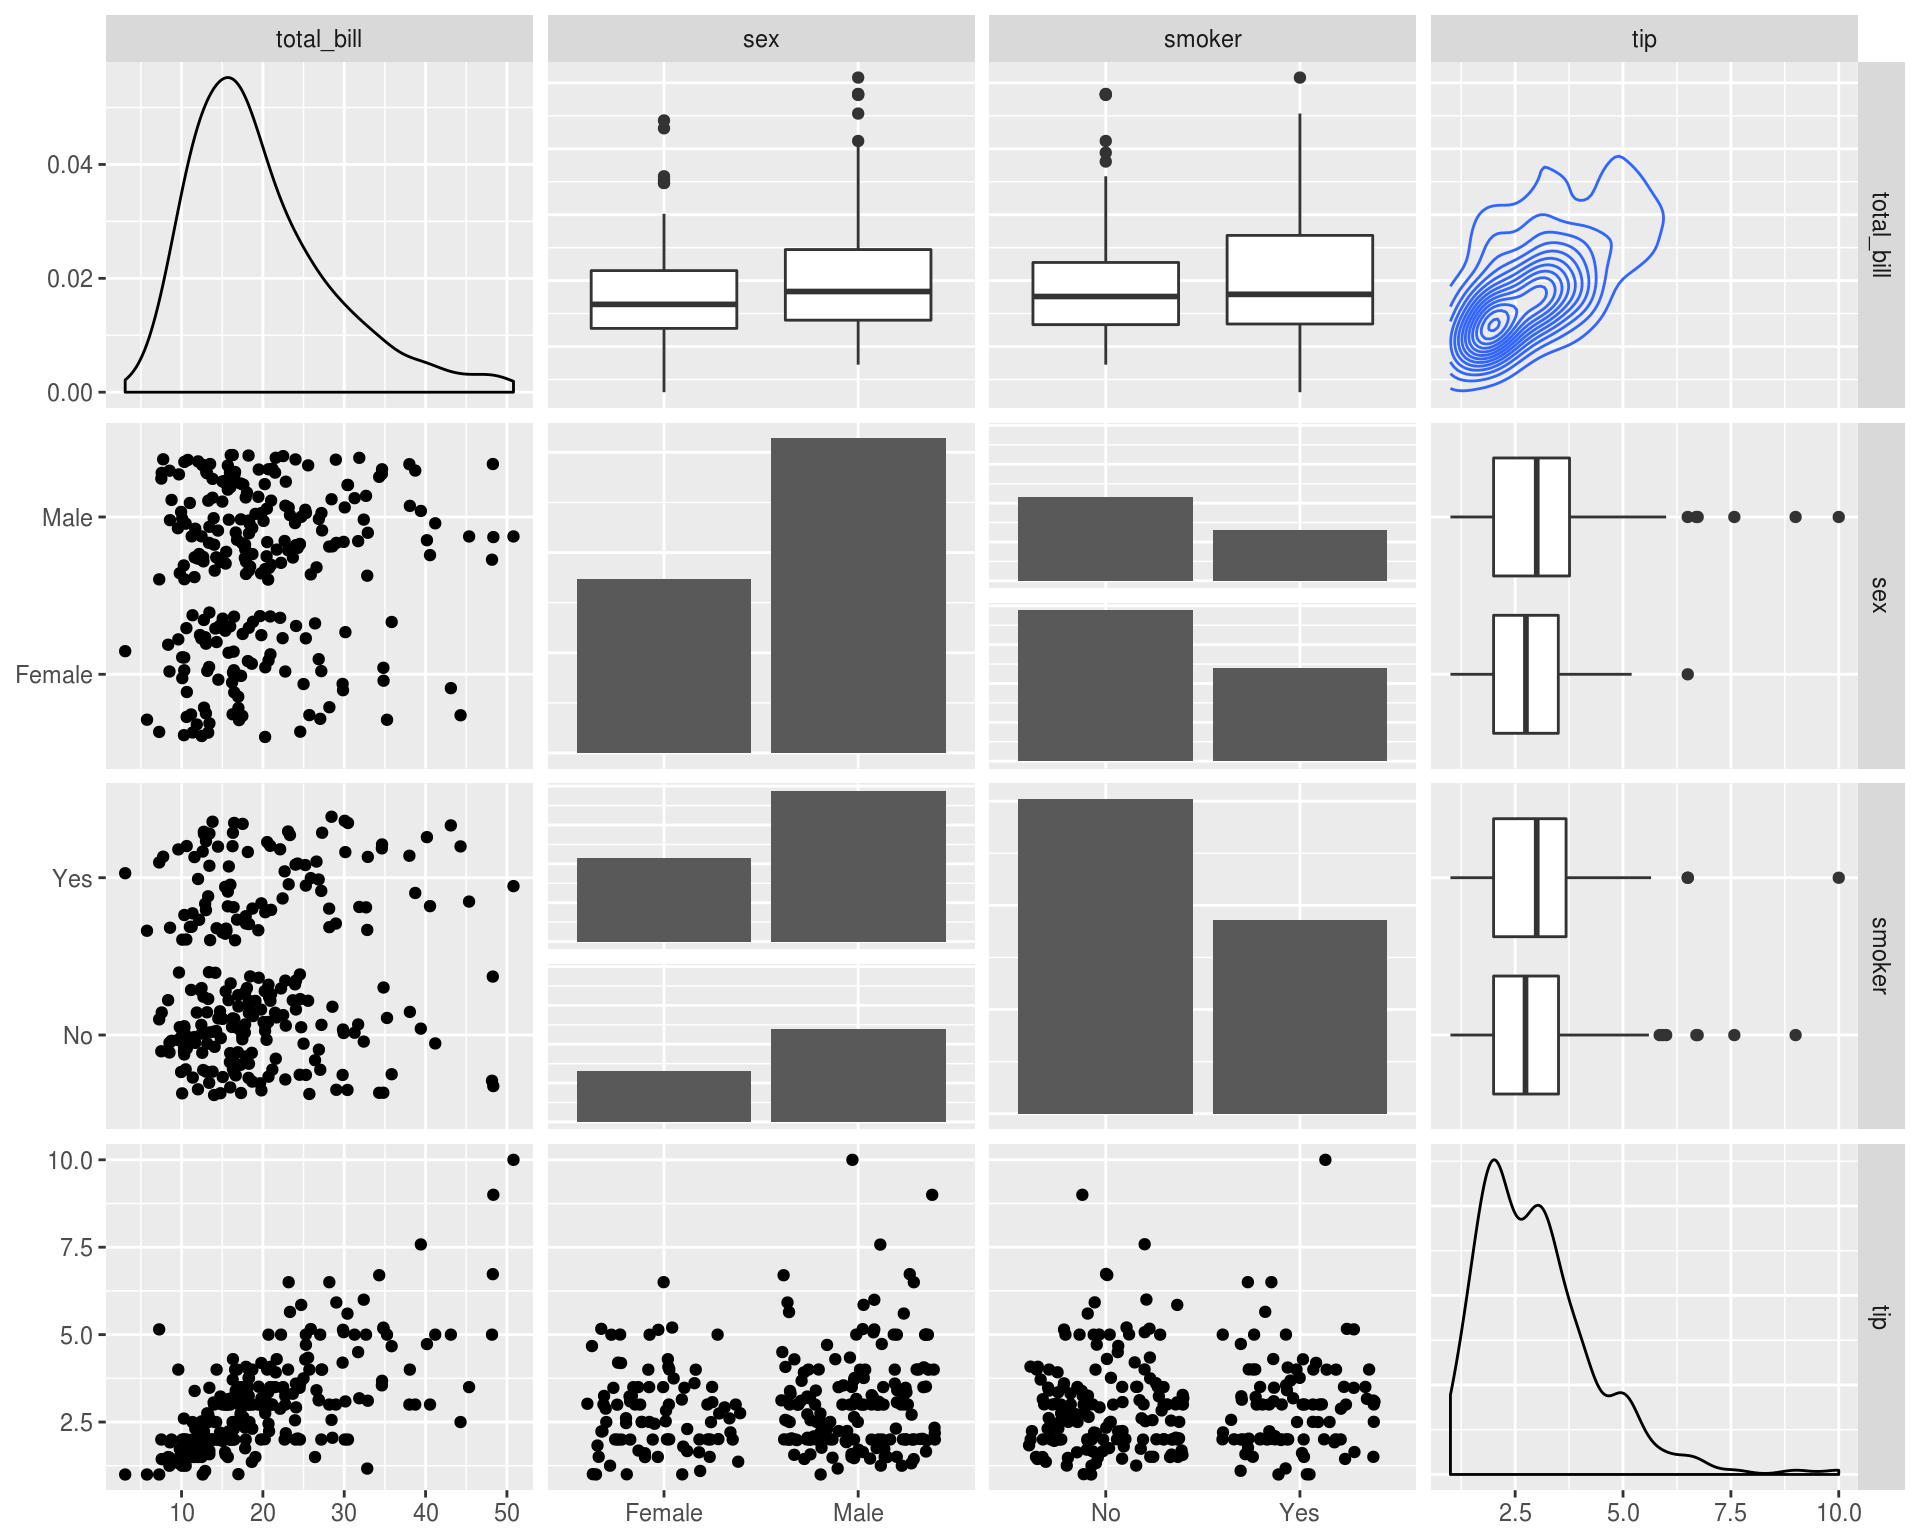 total_bill
sex
smoker
tip
0.04
0.02
0.00
total_bill
Male
Female
sex
Yes
No
smoker
10.0
7.5
5.0
2.5
tip
10 20 30 40 50
Female Male
No Yes
2.5 5.0 7.5 10.0